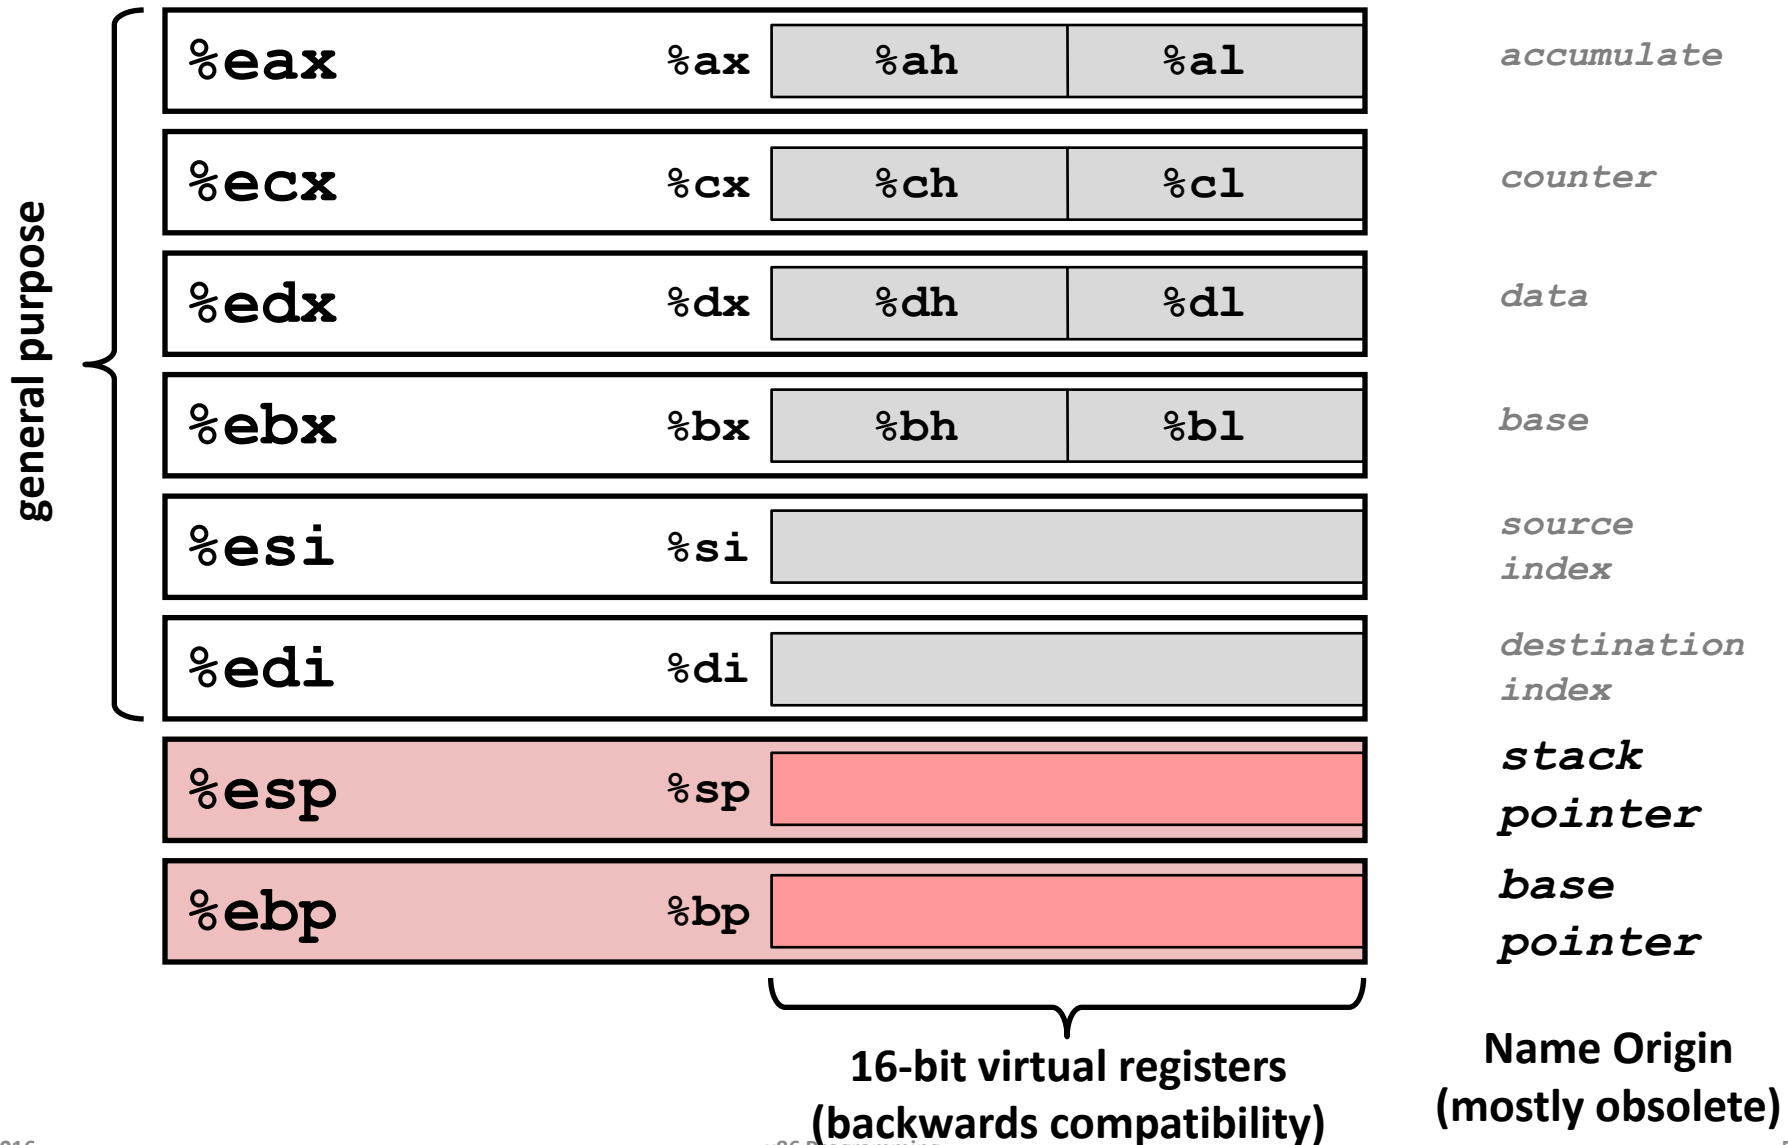 general purpose
%eax %ax %ah %al accumulate
%ecx %cx %ch %cl counter
%edx %dx %dh %dl data
%ebx %bx %bh %bl base
%esi %si source
index
%edi %di destination
index
%esp %sp stack
pointer
%ebp %bp base
pointer
16-bit virtual registers
(backwards compatibility)
Name Origin
(mostly obsolete)